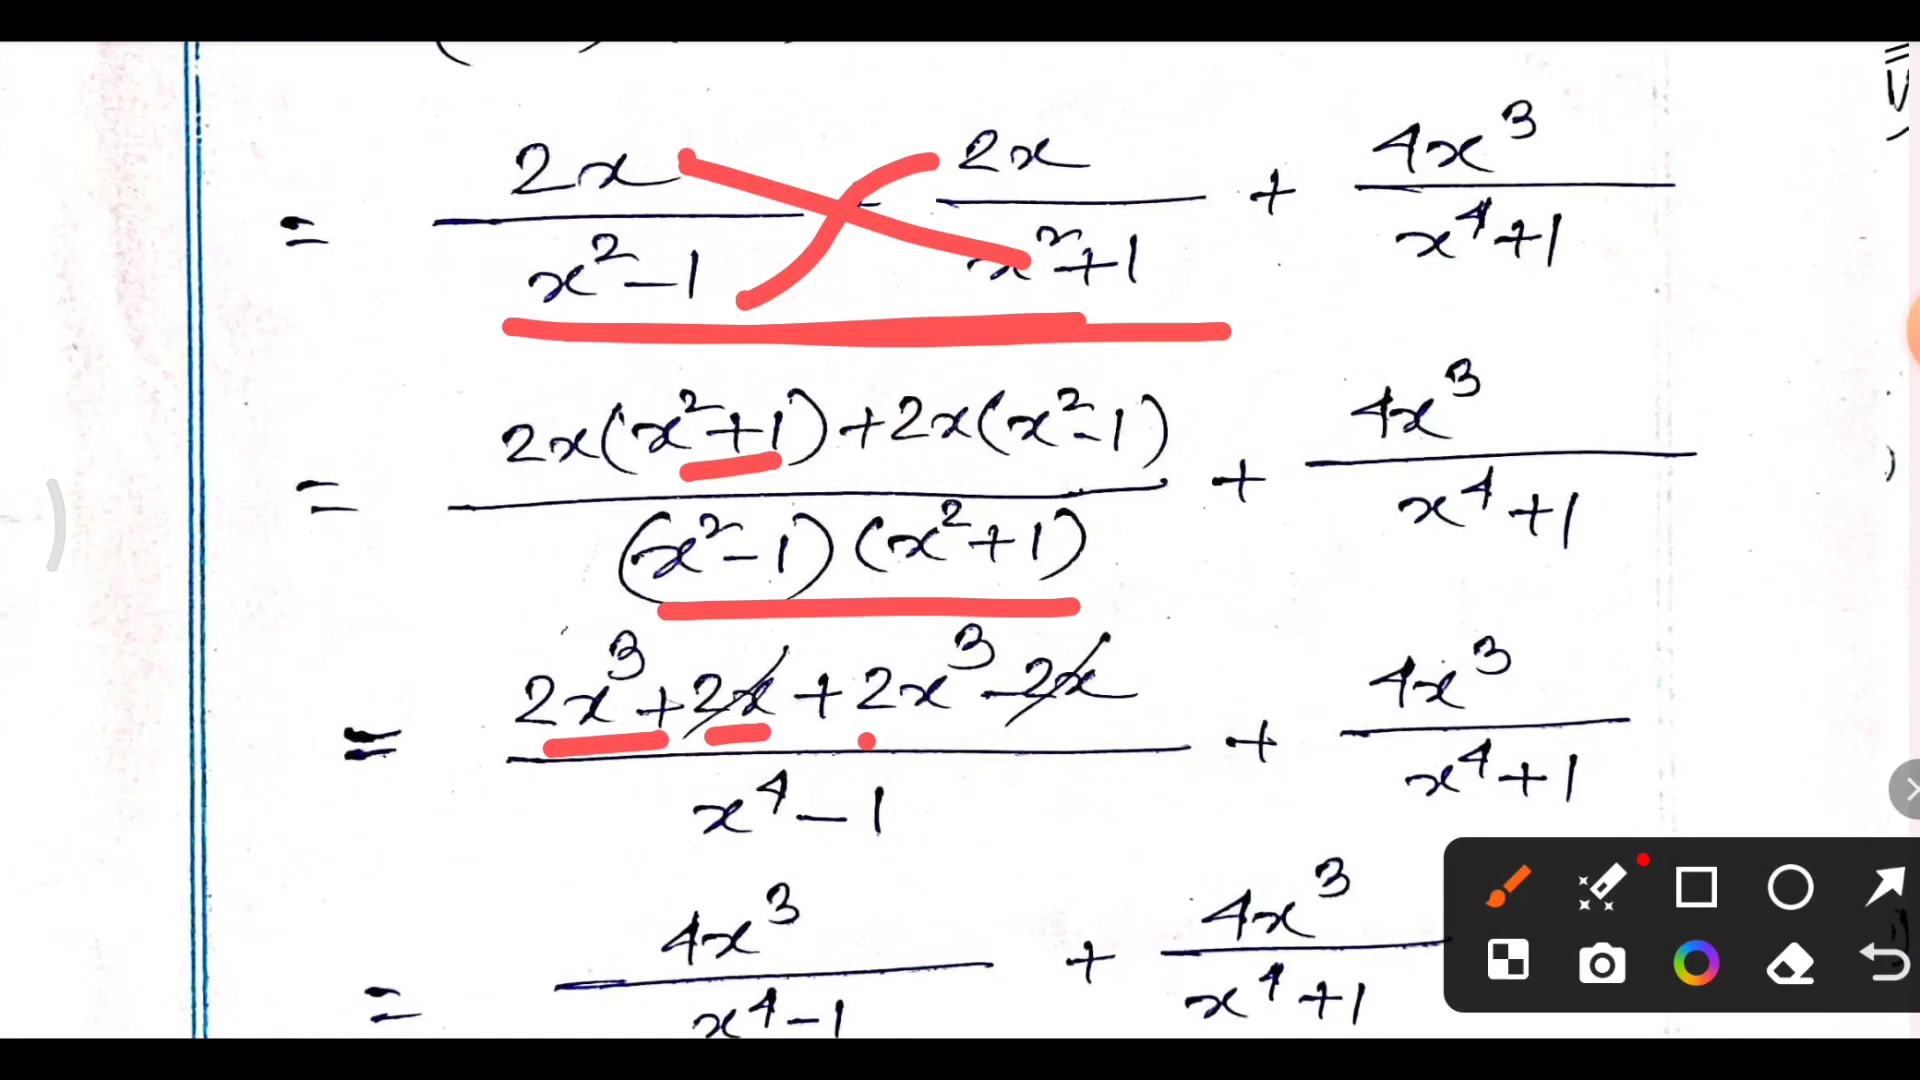 = 2x/(x²-1) - 2x/(x²+1) + 4x³/(x⁴+1)
= (2x(x²+1)+2x(x²-1))/((x²-1)(x²+1)) + 4x³/(x⁴+1)
= (2x³+2x+2x³-2x)/(x⁴-1) + 4x³/(x⁴+1)
= 4x³/(x⁴-1) + 4x³/(x⁴+1)